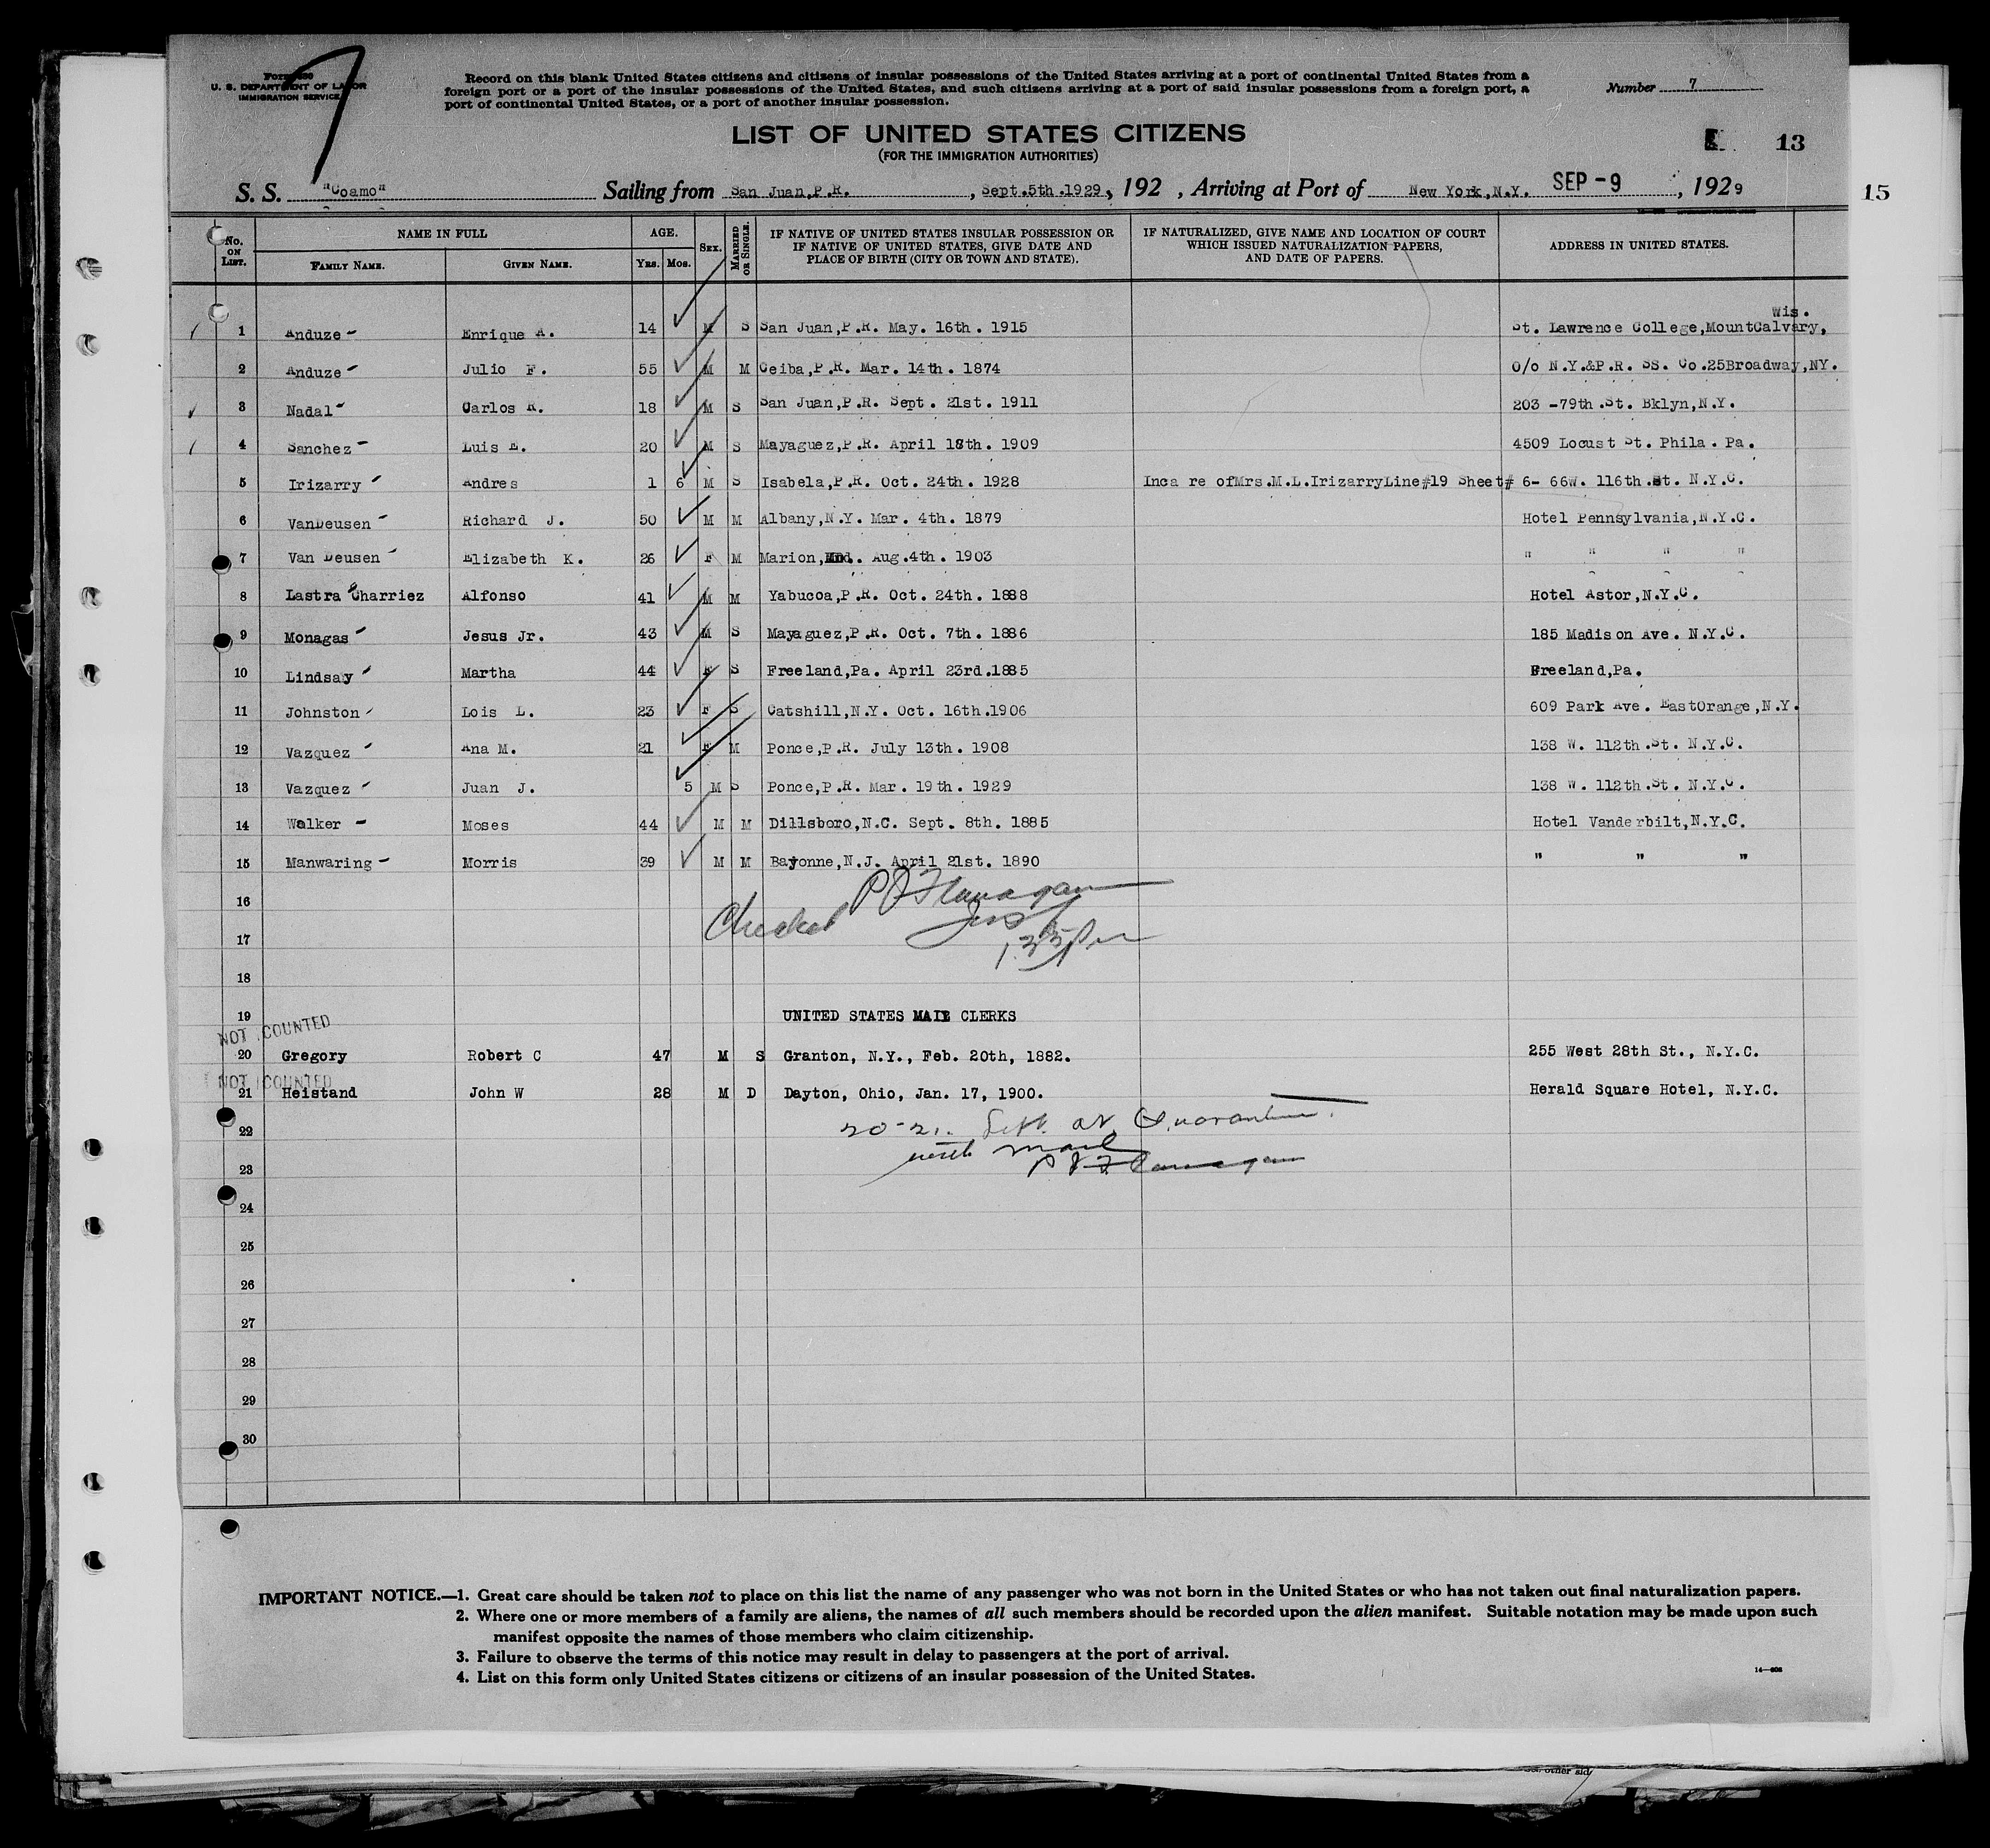 Form 630
U. S. DEPARTMENT OF LABOR
IMMIGRATION SERVICE
7
Record on this blank United States citizens and citizens of insular possessions of the United States arriving at a port of continental United States from a
foreign port or a port of the insular possessions of the United States, and such citizens arriving at a port of said insular possessions from a foreign port, a
port of continental United States, or a port of another insular possession.
Number 7
LIST OF UNITED STATES CITIZENS
(FOR THE IMMIGRATION AUTHORITIES)
13
15
S. S. "Coamo" Sailing from San Juan,P.R. , Sept.5th.1929, 192 , Arriving at Port of New York,N.Y. SEP -9 , 1929
No. ON LIST. NAME IN FULL FAMILY NAME. GIVEN NAME. AGE. YRS. MOS. SEX. MARRIED OR SINGLE. IF NATIVE OF UNITED STATES INSULAR POSSESSION OR IF NATIVE OF UNITED STATES, GIVE DATE AND PLACE OF BIRTH (CITY OR TOWN AND STATE). IF NATURALIZED, GIVE NAME AND LOCATION OF COURT WHICH ISSUED NATURALIZATION PAPERS, AND DATE OF PAPERS. ADDRESS IN UNITED STATES.
Wis.
1 Anduze Enrique A. 14 M S San Juan,P.R. May. 16th. 1915 St. Lawrence College,MountCalvary,
2 Anduze Julio F. 55 M M Ceiba,P.R. Mar. 14th. 1874 O/o N.Y.&P.R. SS. Co.25Broadway,NY.
3 Nadal Carlos R. 18 M S San Juan,P.R. Sept. 21st. 1911 203 -79th.St. Bklyn,N.Y.
4 Sanchez Luis E. 20 M S Mayaguez,P.R. April 18th. 1909 4509 Locust St. Phila. Pa.
5 Irizarry Andres 1 6 M S Isabela,P.R. Oct. 24th. 1928 Inca re ofMrs.M.L.IrizarryLine#19 Sheet# 6- 66W. 116th.St. N.Y.C.
6 VanDeusen Richard J. 50 M M Albany,N.Y. Mar. 4th. 1879 Hotel Pennsylvania,N.Y.C.
7 Van Deusen Elizabeth K. 26 F M Marion,Ind. Aug.4th. 1903 " " " "
8 Lastra Charriez Alfonso 41 M M Yabucoa,P.R. Oct. 24th. 1888 Hotel Astor,N.Y.C.
9 Monagas Jesus Jr. 43 M S Mayaguez,P.R. Oct. 7th. 1886 185 Madison Ave. N.Y.C.
10 Lindsay Martha 44 F S Freeland,Pa. April 23rd.1885 Freeland,Pa.
11 Johnston Lois L. 23 F S Catshill,N.Y. Oct. 16th.1906 609 Park Ave. EastOrange,N.Y.
12 Vazquez Ana M. 21 F M Ponce,P.R. July 13th. 1908 138 W. 112th.St. N.Y.C.
13 Vazquez Juan J. 5 M S Ponce,P.R. Mar. 19th. 1929 138 W. 112th.St. N.Y.C.
14 Walker Moses 44 M M Dillsboro,N.C. Sept. 8th. 1885 Hotel Vanderbilt,N.Y.C.
15 Manwaring Morris 39 M M Bayonne,N.J. April 21st. 1890 " " "
16
Checked P J Flanagan
17
Insp
1.35 Pm
18
19 UNITED STATES MAIL CLERKS
NOT COUNTED
20 Gregory Robert C 47 M S Granton, N.Y., Feb. 20th, 1882. 255 West 28th St., N.Y.C.
NOT COUNTED
21 Heistand John W 28 M D Dayton, Ohio, Jan. 17, 1900. Herald Square Hotel, N.Y.C.
22
20-21. Left at Quarantine
with mail
23
P J Flanagan
24
25
26
27
28
29
30
IMPORTANT NOTICE.—1. Great care should be taken not to place on this list the name of any passenger who was not born in the United States or who has not taken out final naturalization papers.
2. Where one or more members of a family are aliens, the names of all such members should be recorded upon the alien manifest. Suitable notation may be made upon such
manifest opposite the names of those members who claim citizenship.
3. Failure to observe the terms of this notice may result in delay to passengers at the port of arrival.
4. List on this form only United States citizens or citizens of an insular possession of the United States.